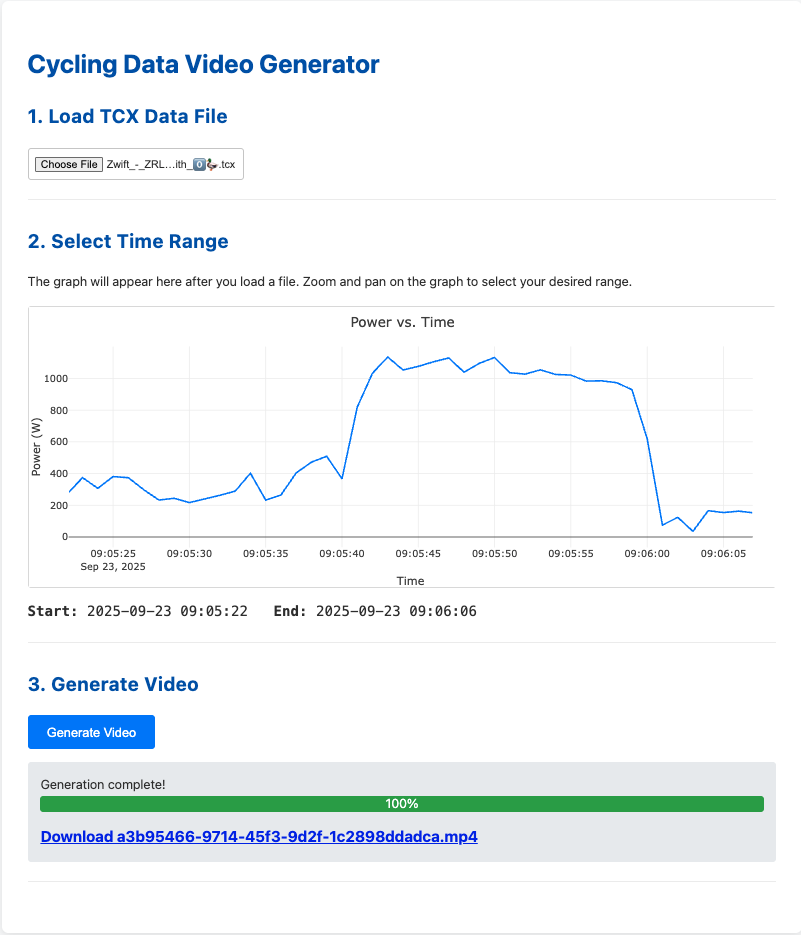 Cycling Data Video Generator
1. Load TCX Data File
Choose File Zwift_-_ZRL...ith_0️⃣🦆.tcx
2. Select Time Range
The graph will appear here after you load a file. Zoom and pan on the graph to select your desired range.
Power vs. Time
1000
800
600
400
200
0
Power (W)
09:05:25 09:05:30 09:05:35 09:05:40 09:05:45 09:05:50 09:05:55 09:06:00 09:06:05
Sep 23, 2025
Time
Start: 2025-09-23 09:05:22 End: 2025-09-23 09:06:06
3. Generate Video
Generate Video
Generation complete!
100%
Download a3b95466-9714-45f3-9d2f-1c2898ddadca.mp4